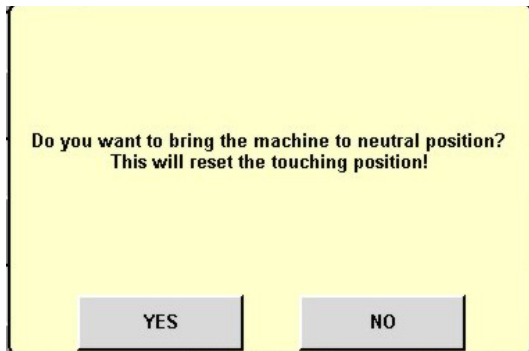 Do you want to bring the machine to neutral position?
This will reset the touching position!
YES
NO